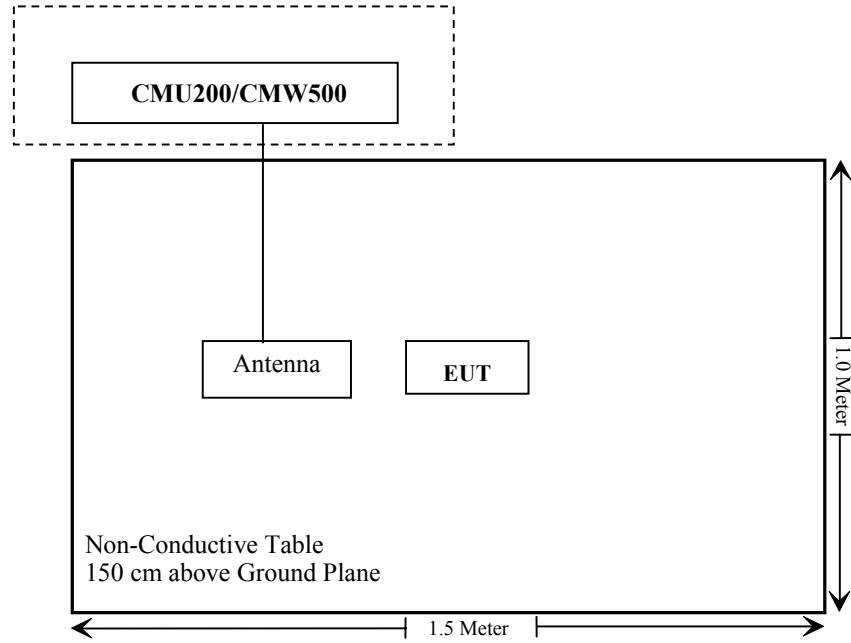 CMU200/CMW500
Antenna
EUT
1.0 Meter
Non-Conductive Table
150 cm above Ground Plane
1.5 Meter